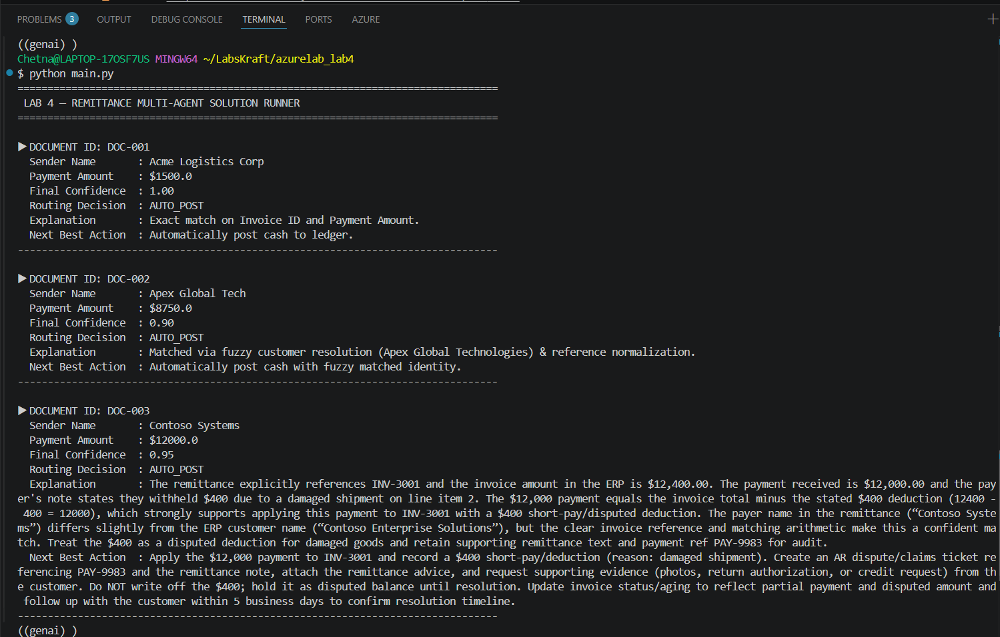 PROBLEMS 3 OUTPUT DEBUG CONSOLE TERMINAL PORTS AZURE
((genai) )
Chetna@LAPTOP-17OSF7US MINGW64 ~/LabsKraft/azurelab_lab4
$ python main.py
================================================================================
LAB 4 — REMITTANCE MULTI-AGENT SOLUTION RUNNER
================================================================================
▶ DOCUMENT ID: DOC-001
Sender Name : Acme Logistics Corp
Payment Amount : $1500.0
Final Confidence : 1.00
Routing Decision : AUTO_POST
Explanation : Exact match on Invoice ID and Payment Amount.
Next Best Action : Automatically post cash to ledger.
--------------------------------------------------------------------------------
▶ DOCUMENT ID: DOC-002
Sender Name : Apex Global Tech
Payment Amount : $8750.0
Final Confidence : 0.90
Routing Decision : AUTO_POST
Explanation : Matched via fuzzy customer resolution (Apex Global Technologies) & reference normalization.
Next Best Action : Automatically post cash with fuzzy matched identity.
--------------------------------------------------------------------------------
▶ DOCUMENT ID: DOC-003
Sender Name : Contoso Systems
Payment Amount : $12000.0
Final Confidence : 0.95
Routing Decision : AUTO_POST
Explanation : The remittance explicitly references INV-3001 and the invoice amount in the ERP is $12,400.00. The payment received is $12,000.00 and the pay
er's note states they withheld $400 due to a damaged shipment on line item 2. The $12,000 payment equals the invoice total minus the stated $400 deduction (12400 -
400 = 12000), which strongly supports applying this payment to INV-3001 with a $400 short-pay/disputed deduction. The payer name in the remittance (“Contoso Syste
ms”) differs slightly from the ERP customer name (“Contoso Enterprise Solutions”), but the clear invoice reference and matching arithmetic make this a confident ma
tch. Treat the $400 as a disputed deduction for damaged goods and retain supporting remittance text and payment ref PAY-9983 for audit.
Next Best Action : Apply the $12,000 payment to INV-3001 and record a $400 short-pay/deduction (reason: damaged shipment). Create an AR dispute/claims ticket re
ferencing PAY-9983 and the remittance note, attach the remittance advice, and request supporting evidence (photos, return authorization, or credit request) from th
e customer. Do NOT write off the $400; hold it as disputed balance until resolution. Update invoice status/aging to reflect partial payment and disputed amount and
follow up with the customer within 5 business days to confirm resolution timeline.
--------------------------------------------------------------------------------
((genai) )